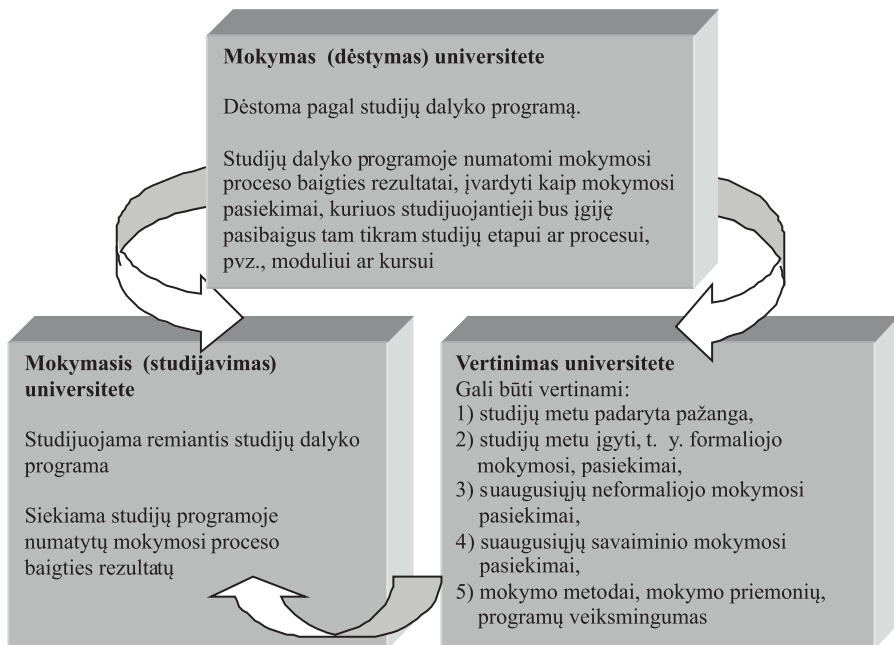 Mokymas (dėstymas) universitete
Dėstoma pagal studijų dalyko programą.
Studijų dalyko programoje numatomi mokymosi
proceso baigties rezultatai, įvardyti kaip mokymosi
pasiekimai, kuriuos studijuojantieji bus įgiję
pasibaigus tam tikram studijų etapui ar procesui,
pvz., moduliui ar kursui
Mokymasis (studijavimas)
universitete
Studijuojama remiantis studijų dalyko
programa
Siekiama studijų programoje
numatytų mokymosi proceso
baigties rezultatų
Vertinimas universitete
Gali būti vertinami:
1) studijų metu padaryta pažanga,
2) studijų metu įgyti, t. y. formaliojo
mokymosi, pasiekimai,
3) suaugusiųjų neformaliojo mokymosi
pasiekimai,
4) suaugusiųjų savaiminio mokymosi
pasiekimai,
5) mokymo metodai, mokymo priemonių,
programų veiksmingumas